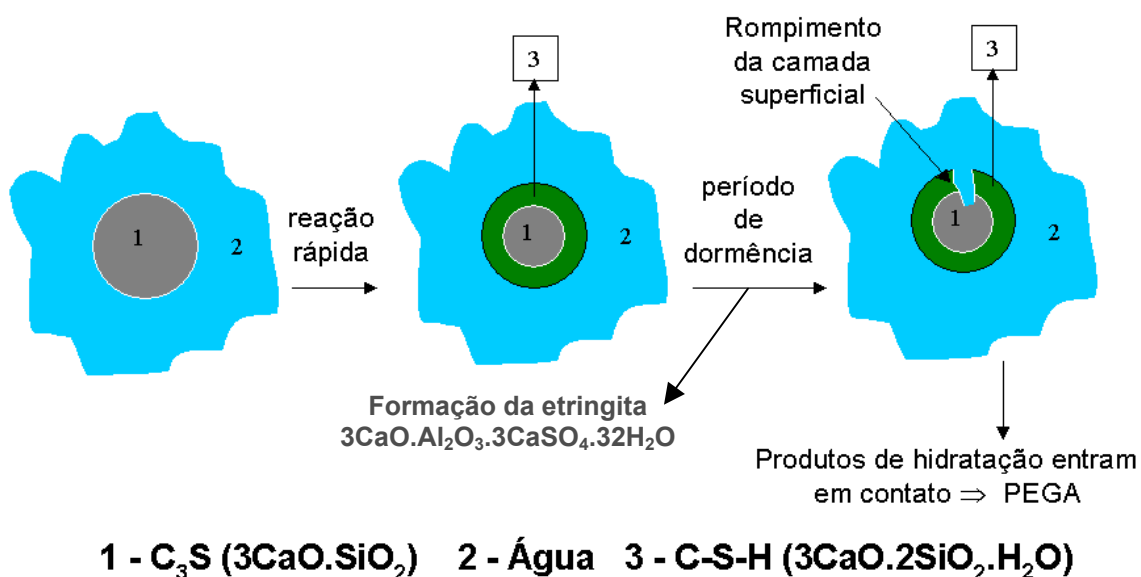 3
Rompimento
da camada
superficial
3
1
2
reação
rápida
1
2
período
de
dormência
1
2
Formação da etringita
3CaO.Al₂O₃.3CaSO₄.32H₂O
Produtos de hidratação entram
em contato ⇒ PEGA
1 - C₃S (3CaO.SiO₂) 2 - Água 3 - C-S-H (3CaO.2SiO₂.H₂O)